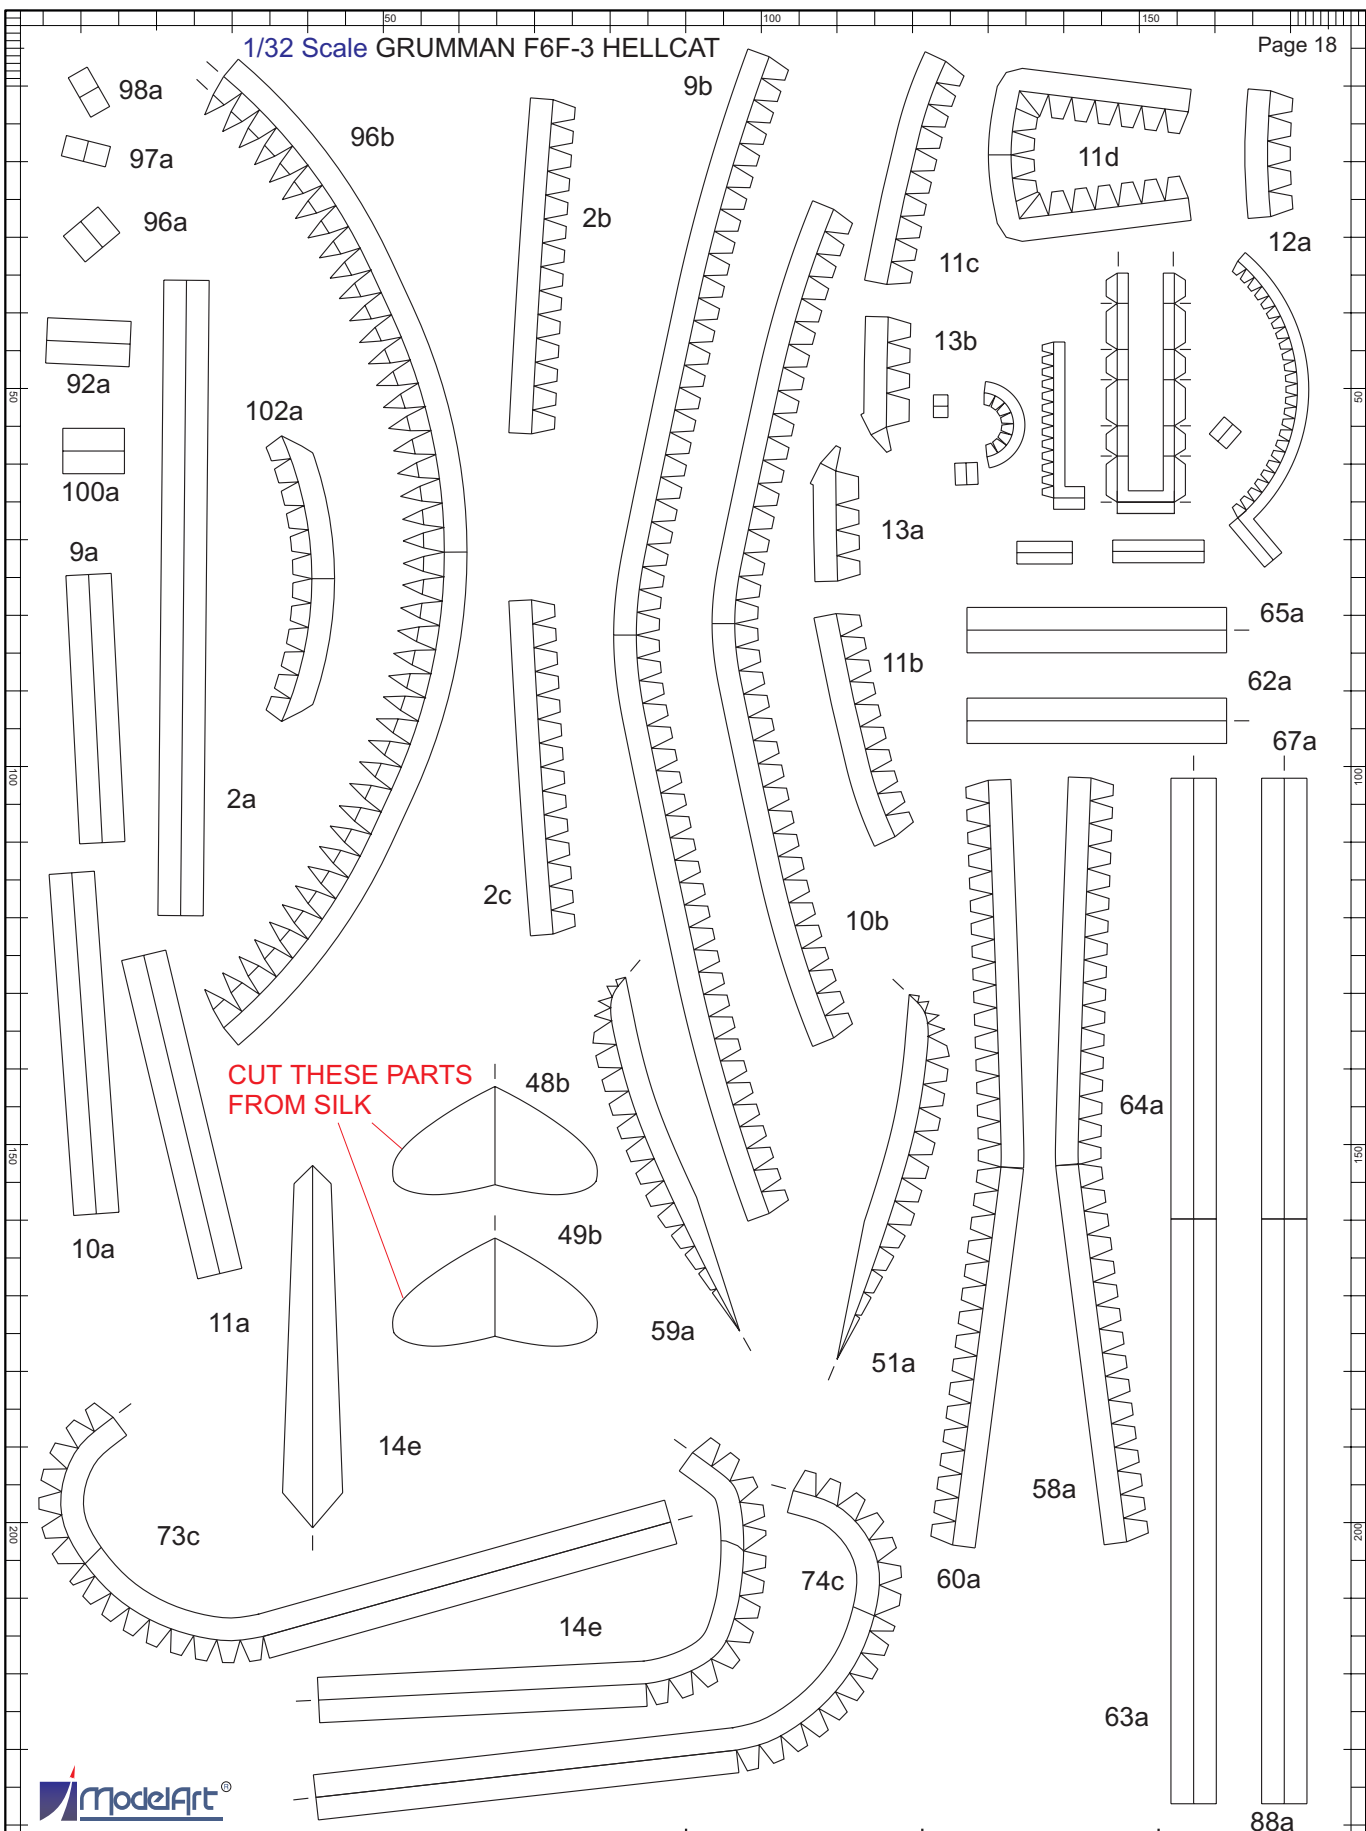 50 100 150
1/32 Scale GRUMMAN F6F-3 HELLCAT
Page 18
98a
96b
9b
97a
11d
96a
2b
12a
11c
13b
92a
50
50
102a
100a
13a
9a
65a
11b
62a
67a
100
100
2a
2c
10b
CUT THESE PARTS
FROM SILK
48b
64a
150
150
49b
10a
11a
59a
51a
14e
58a
73c
200
200
74c
60a
14e
63a
ModelArt®
88a